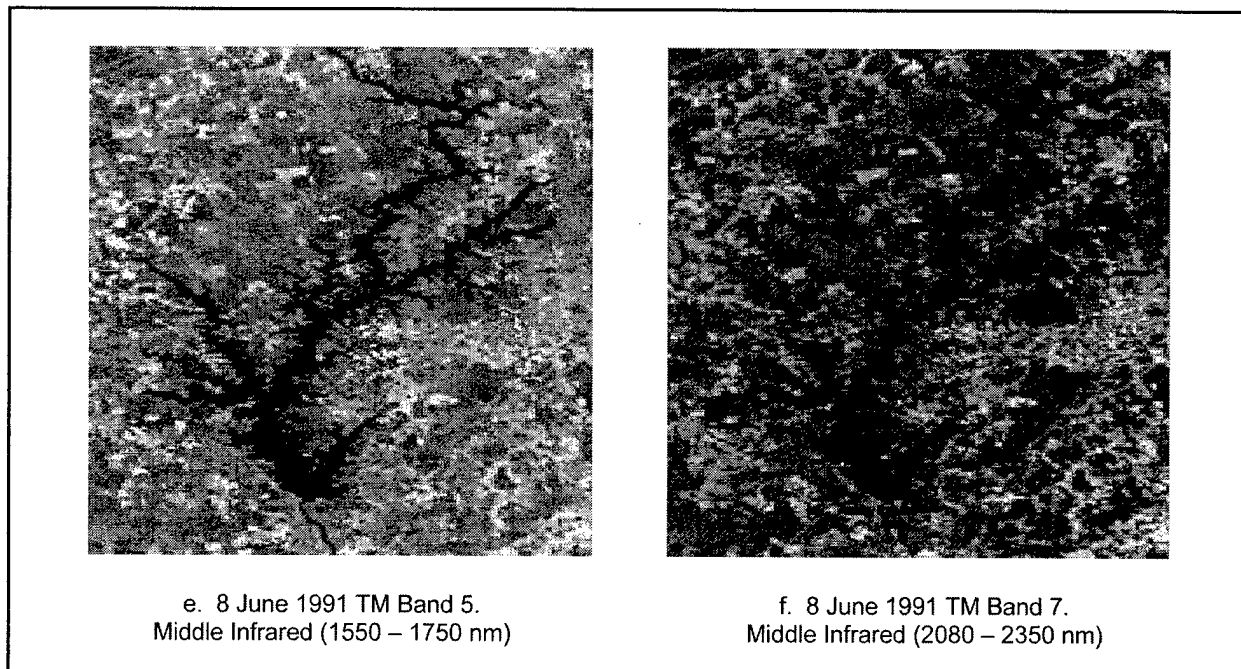 e. 8 June 1991 TM Band 5.
Middle Infrared (1550 – 1750 nm)
f. 8 June 1991 TM Band 7.
Middle Infrared (2080 – 2350 nm)